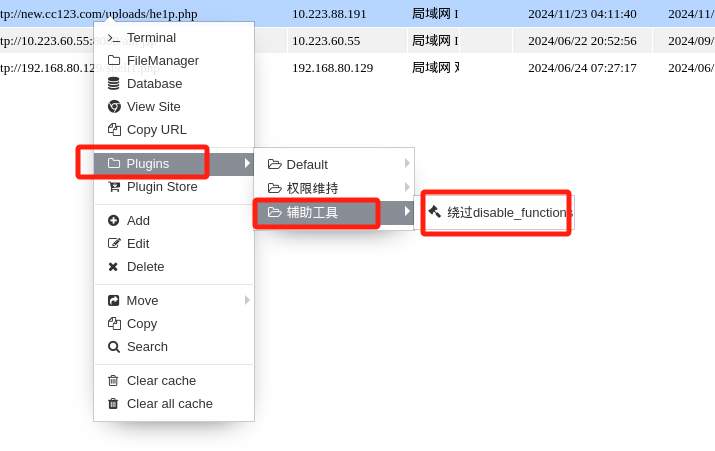 tp://new.cc123.com/uploads/he1p.php 10.223.88.191 局域网 2024/11/23 04:11:40 2024/11/
tp://10.223.60.55: 10.223.60.55 局域网 2024/06/22 20:52:56 2024/09/
tp://192.168.80.129 192.168.80.129 局域网 2024/06/24 07:27:17 2024/06/
Terminal
FileManager
Database
View Site
Copy URL
Plugins
Plugin Store
Add
Edit
Delete
Move
Copy
Search
Clear cache
Clear all cache
Default
权限维持
辅助工具
绕过disable_functions